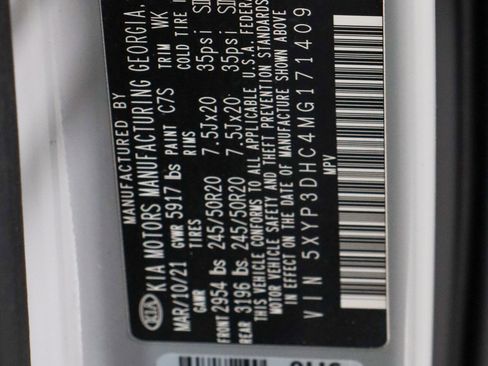 KIA
MANUFACTURED BY
KIA MOTORS MANUFACTURING GEORGIA,
MAR/10/21 GVWR 5917 lbs PAINT C7S TRIM WK
GAWR TIRES RIMS COLD TIRE
FRONT 2954 lbs 245/50R20 7.5Jx20 35psi
REAR 3196 lbs 245/50R20 7.5Jx20 35psi
THIS VEHICLE CONFORMS TO ALL APPLICABLE U.S.A. FEDERAL
MOTOR VEHICLE SAFETY AND THEFT PREVENTION STANDARDS
IN EFFECT ON THE DATE OF MANUFACTURE SHOWN ABOVE
VIN 5XYP3DHC4MG171409
MPV